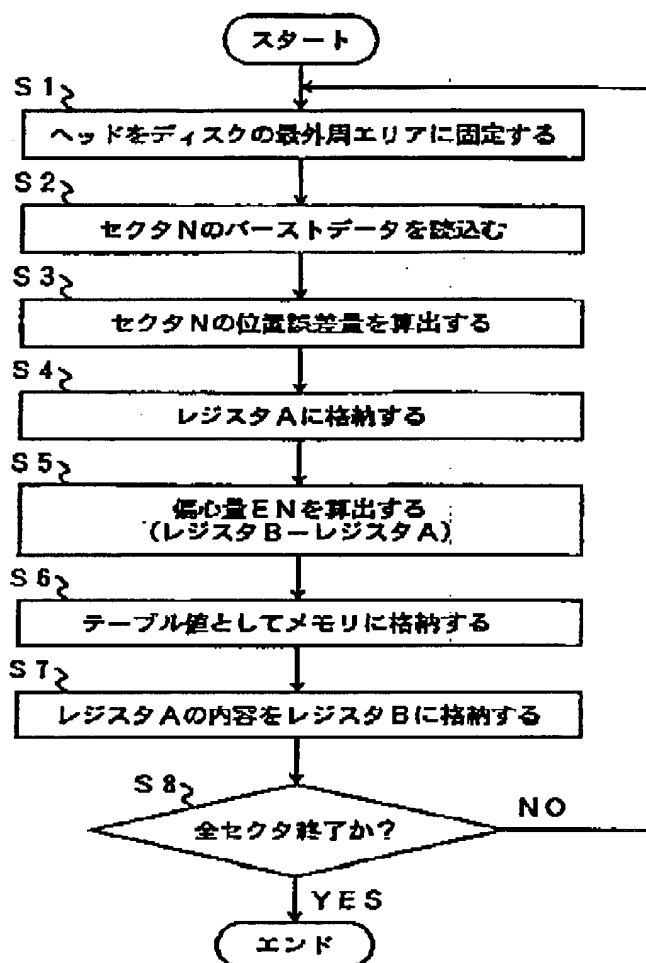 スタート
S1
ヘッドをディスクの最外周エリアに固定する
S2
セクタNのバーストデータを読込む
S3
セクタNの位置誤差量を算出する
S4
レジスタAに格納する
S5
偏心量ENを算出する
(レジスタB－レジスタA)
S6
テーブル値としてメモリに格納する
S7
レジスタAの内容をレジスタBに格納する
S8
全セクタ終了か?
NO
YES
エンド